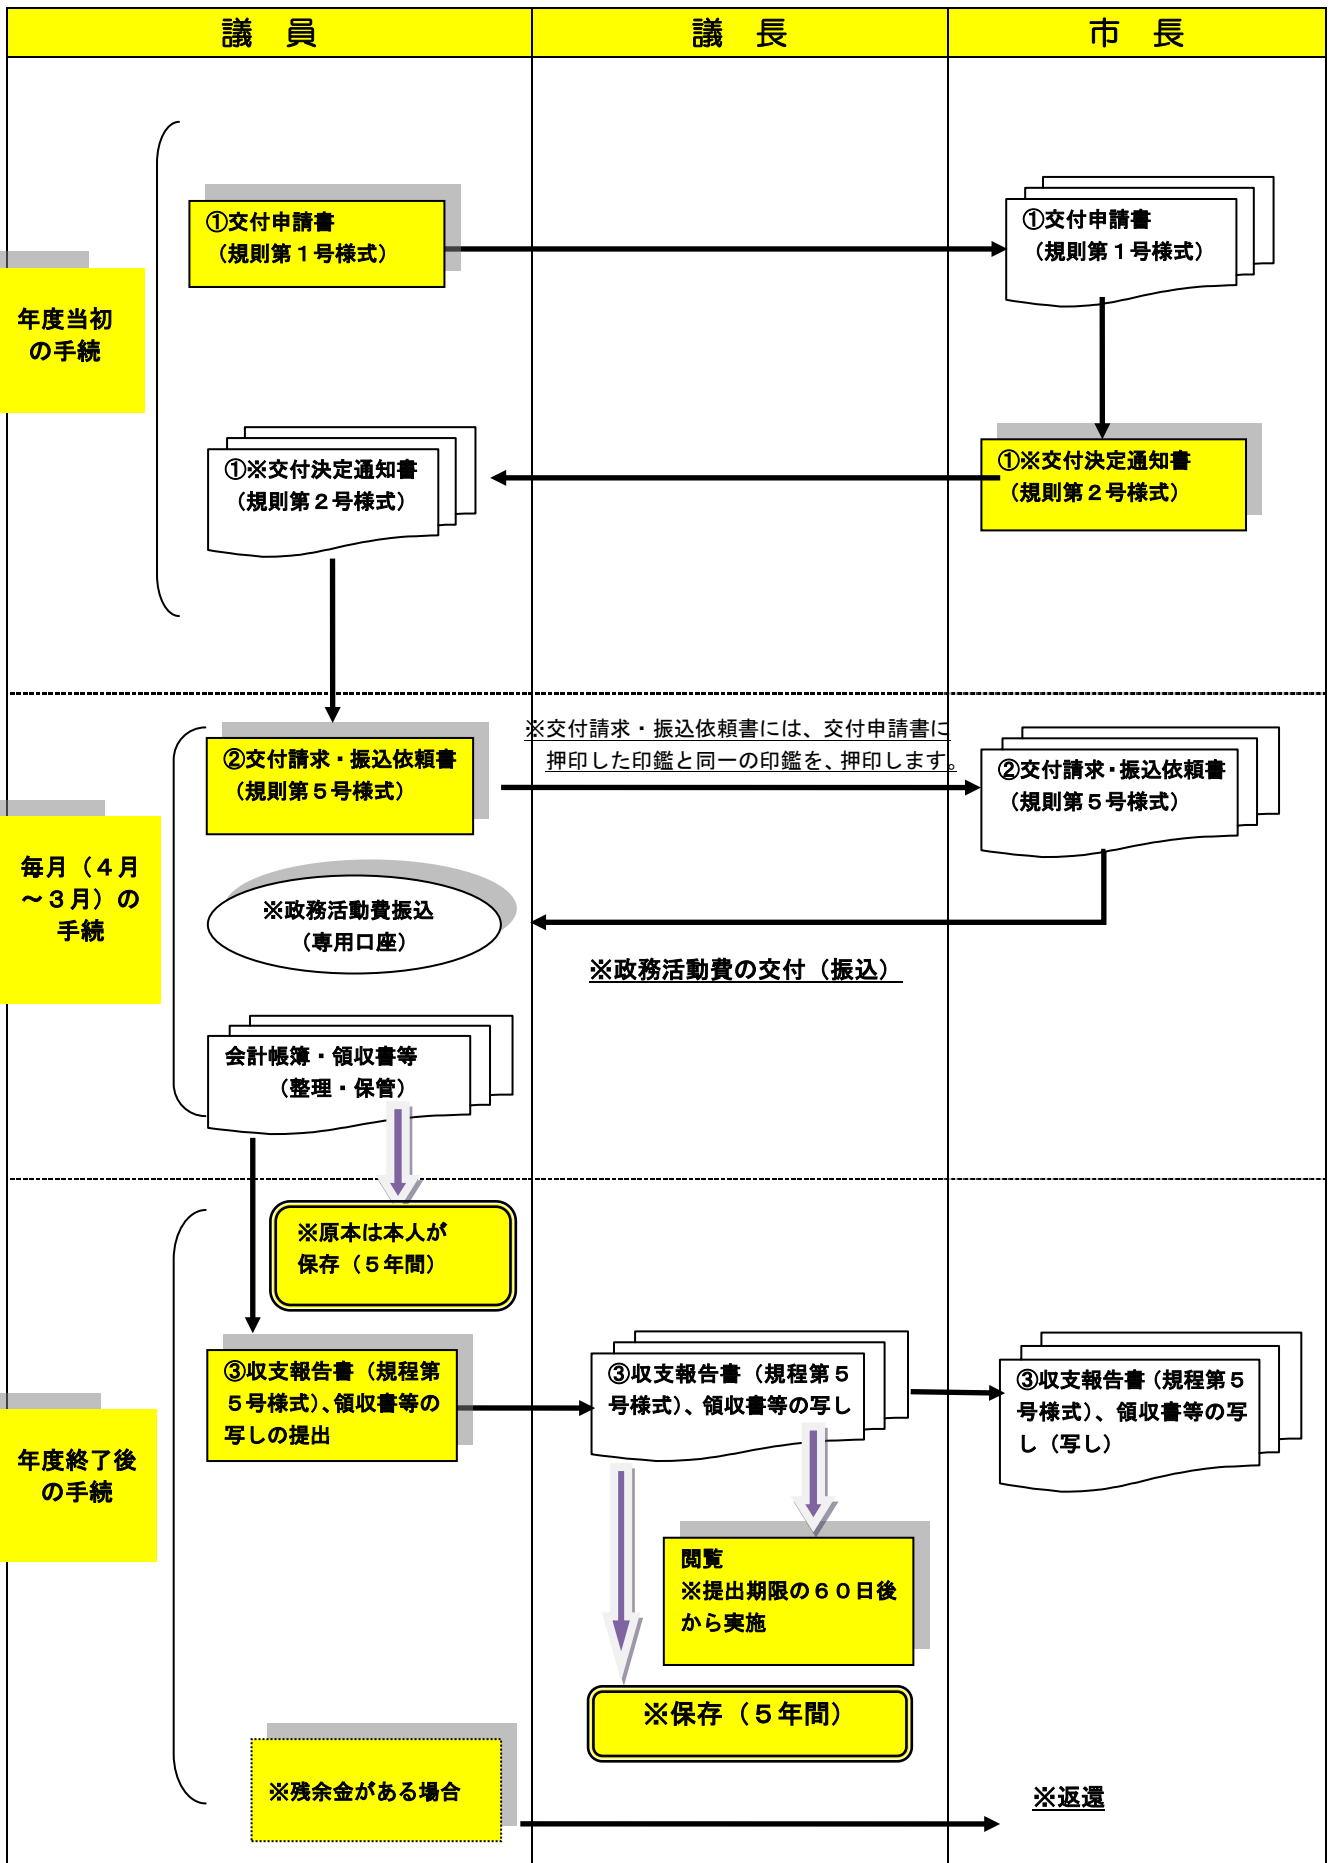 議　員
議　長
市　長
年度当初
の手続
①交付申請書
（規則第１号様式）
①交付申請書
（規則第１号様式）
①※交付決定通知書
（規則第２号様式）
①※交付決定通知書
（規則第２号様式）
毎月（４月
～３月）の
手続
②交付請求・振込依頼書
（規則第５号様式）
※交付請求・振込依頼書には、交付申請書に
押印した印鑑と同一の印鑑を、押印します。
②交付請求・振込依頼書
（規則第５号様式）
※政務活動費振込
（専用口座）
※政務活動費の交付（振込）
会計帳簿・領収書等
（整理・保管）
年度終了後
の手続
※原本は本人が
保存（５年間）
③収支報告書（規程第
５号様式）、領収書等の
写しの提出
③収支報告書（規程第５
号様式）、領収書等の写し
③収支報告書（規程第５
号様式）、領収書等の写
し（写し）
閲覧
※提出期限の６０日後
から実施
※保存（５年間）
※残余金がある場合
※返還